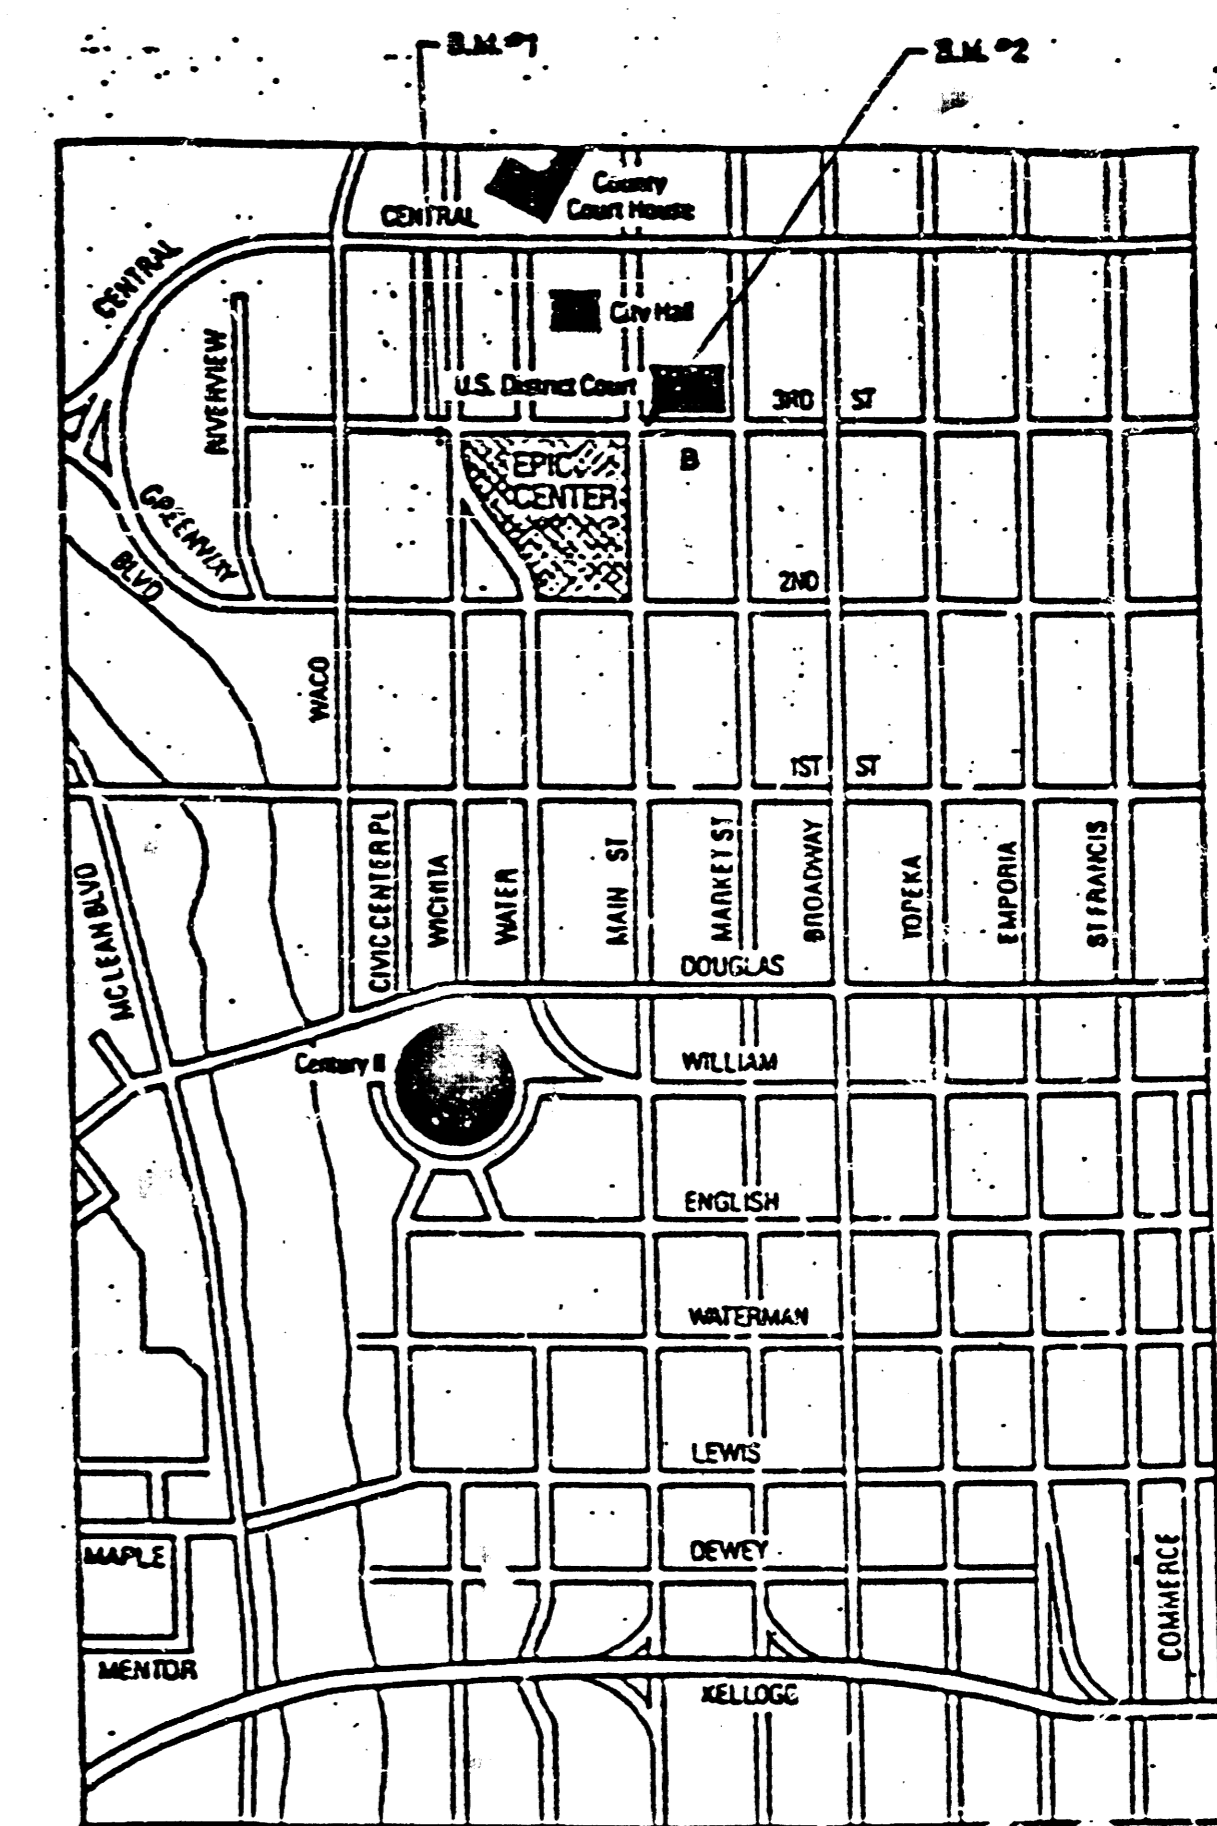 B.M. #1
B.M. #2
County
Court House
CENTRAL
CENTRAL
City Hall
RIVERVIEW
U.S. District Court
3RD ST
B
EPIC
CENTER
GREENWAY
BLVD
2ND
WACO
1ST ST
MC LEAN BLVD
CIVIC CENTER PL
WICHITA
WATER
MAIN ST
MARKET ST
BROADWAY
TOPEKA
EMPORIA
ST FRANCIS
DOUGLAS
Century II
WILLIAM
ENGLISH
WATERMAN
LEWIS
DEWEY
MAPLE
COMMERCE
MENTOR
KELLOGG